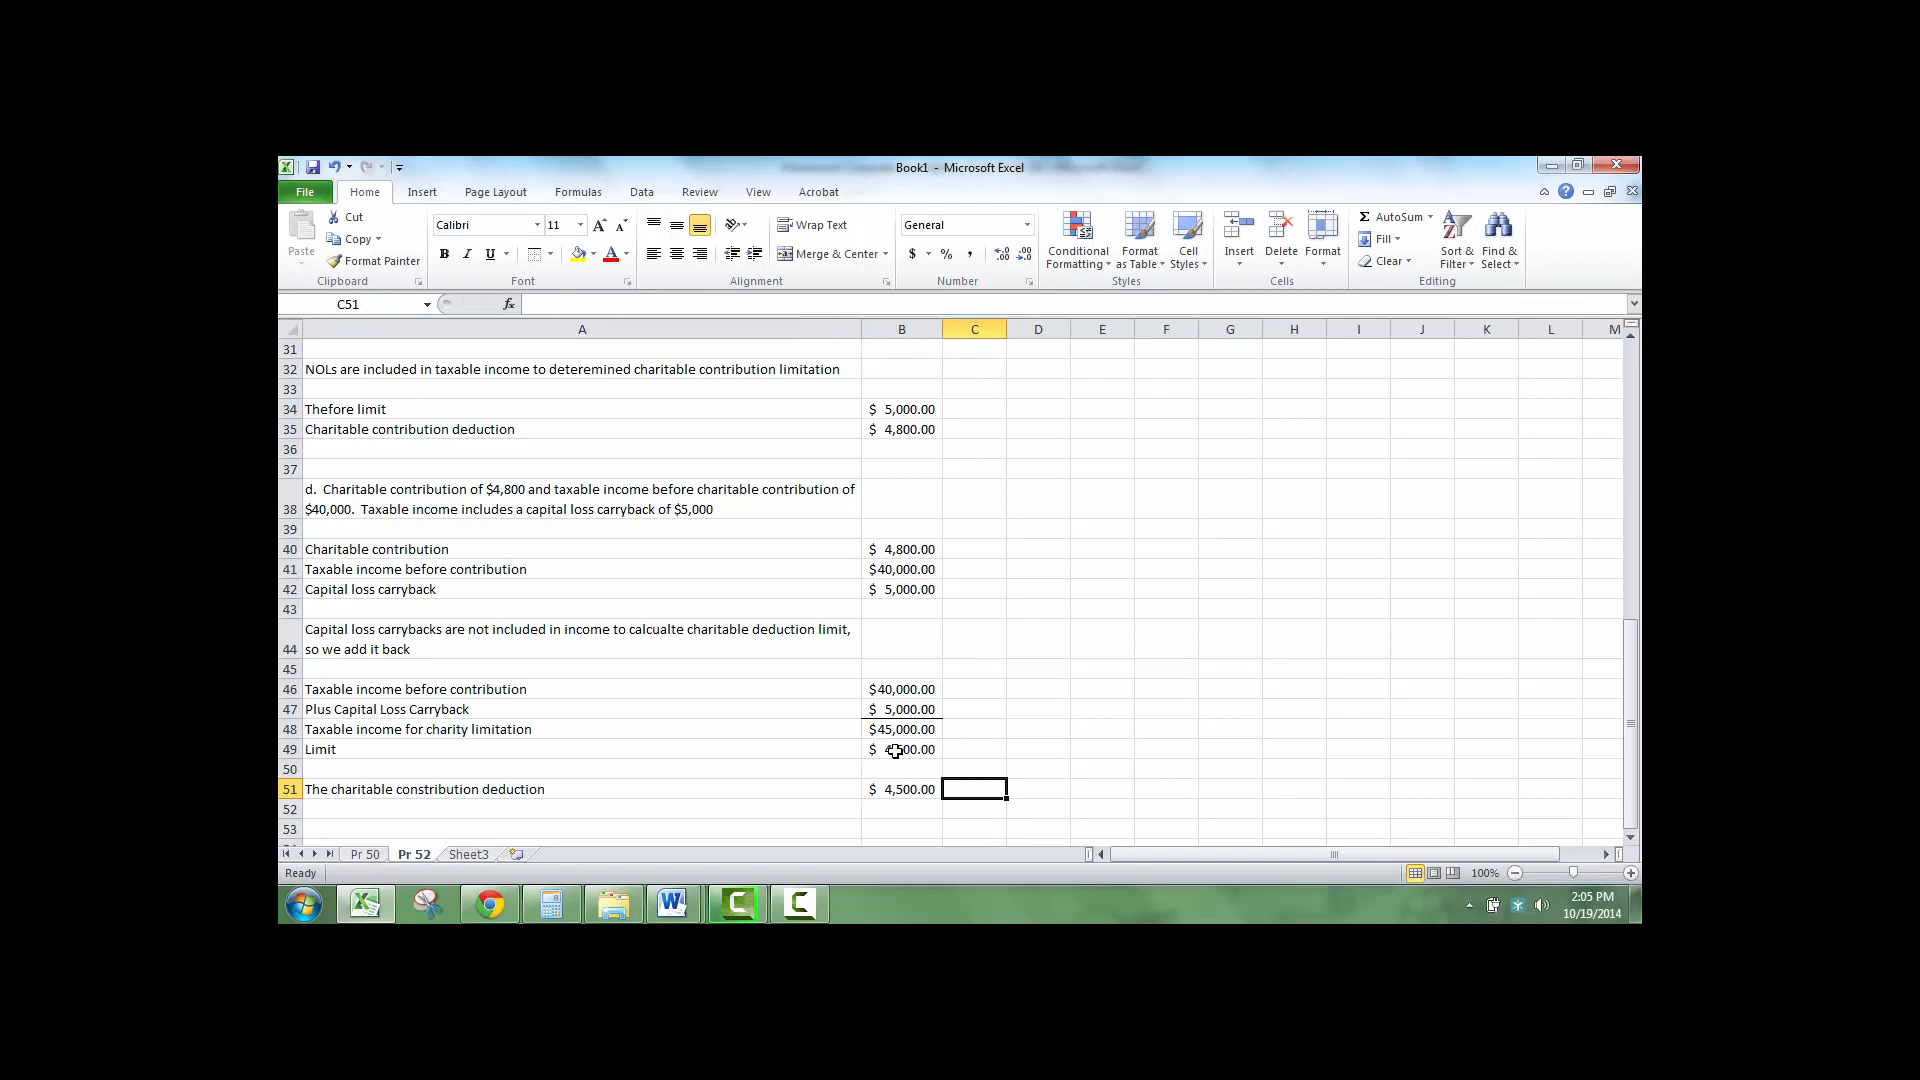 Book1 - Microsoft Excel
File Home Insert Page Layout Formulas Data Review View Acrobat
Paste
Cut
Copy
Format Painter
Clipboard
Calibri 11
B I U
Font
Wrap Text
Merge & Center
Alignment
General
$ % ,
Number
Conditional Formatting
Format as Table
Cell Styles
Styles
Insert Delete Format
Cells
AutoSum
Fill
Clear
Sort & Filter
Find & Select
Editing
C51 fx
A B C D E F G H I J K L M
31
32 NOLs are included in taxable income to deteremined charitable contribution limitation
33
34 Thefore limit $ 5,000.00
35 Charitable contribution deduction $ 4,800.00
36
37
d. Charitable contribution of $4,800 and taxable income before charitable contribution of
38 $40,000. Taxable income includes a capital loss carryback of $5,000
39
40 Charitable contribution $ 4,800.00
41 Taxable income before contribution $40,000.00
42 Capital loss carryback $ 5,000.00
43
Capital loss carrybacks are not included in income to calcualte charitable deduction limit,
44 so we add it back
45
46 Taxable income before contribution $40,000.00
47 Plus Capital Loss Carryback $ 5,000.00
48 Taxable income for charity limitation $45,000.00
49 Limit $
50
51 The charitable constribution deduction $ 4,500.00
52
53
Pr 50 Pr 52 Sheet3
Ready 100%
2:05 PM
10/19/2014